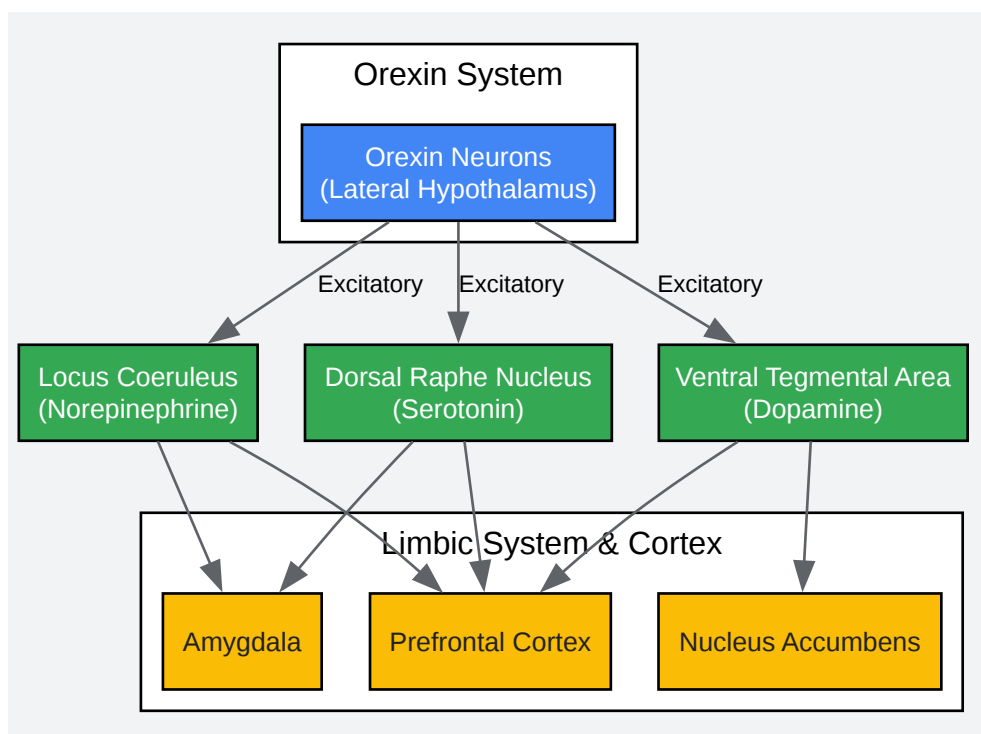 Orexin System
Orexin Neurons
(Lateral Hypothalamus)
Excitatory
Excitatory
Excitatory
Locus Coeruleus
(Norepinephrine)
Dorsal Raphe Nucleus
(Serotonin)
Ventral Tegmental Area
(Dopamine)
Limbic System & Cortex
Amygdala
Prefrontal Cortex
Nucleus Accumbens